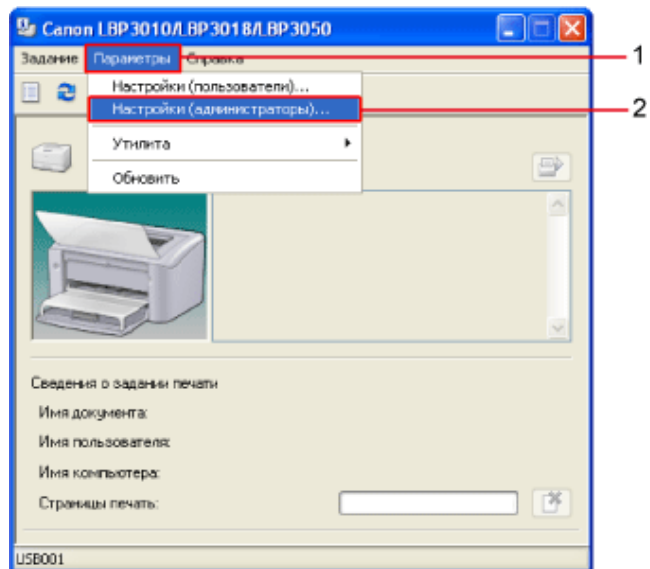 Canon LBP3010/LBP3018/LBP3050
Задание Параметры Справка
1
Настройки (пользователи)...
Настройки (администраторы)...
2
Утилита
Обновить
Сведения о задании печати
Имя документа:
Имя пользователя:
Имя компьютера:
Страницы печать:
USB001